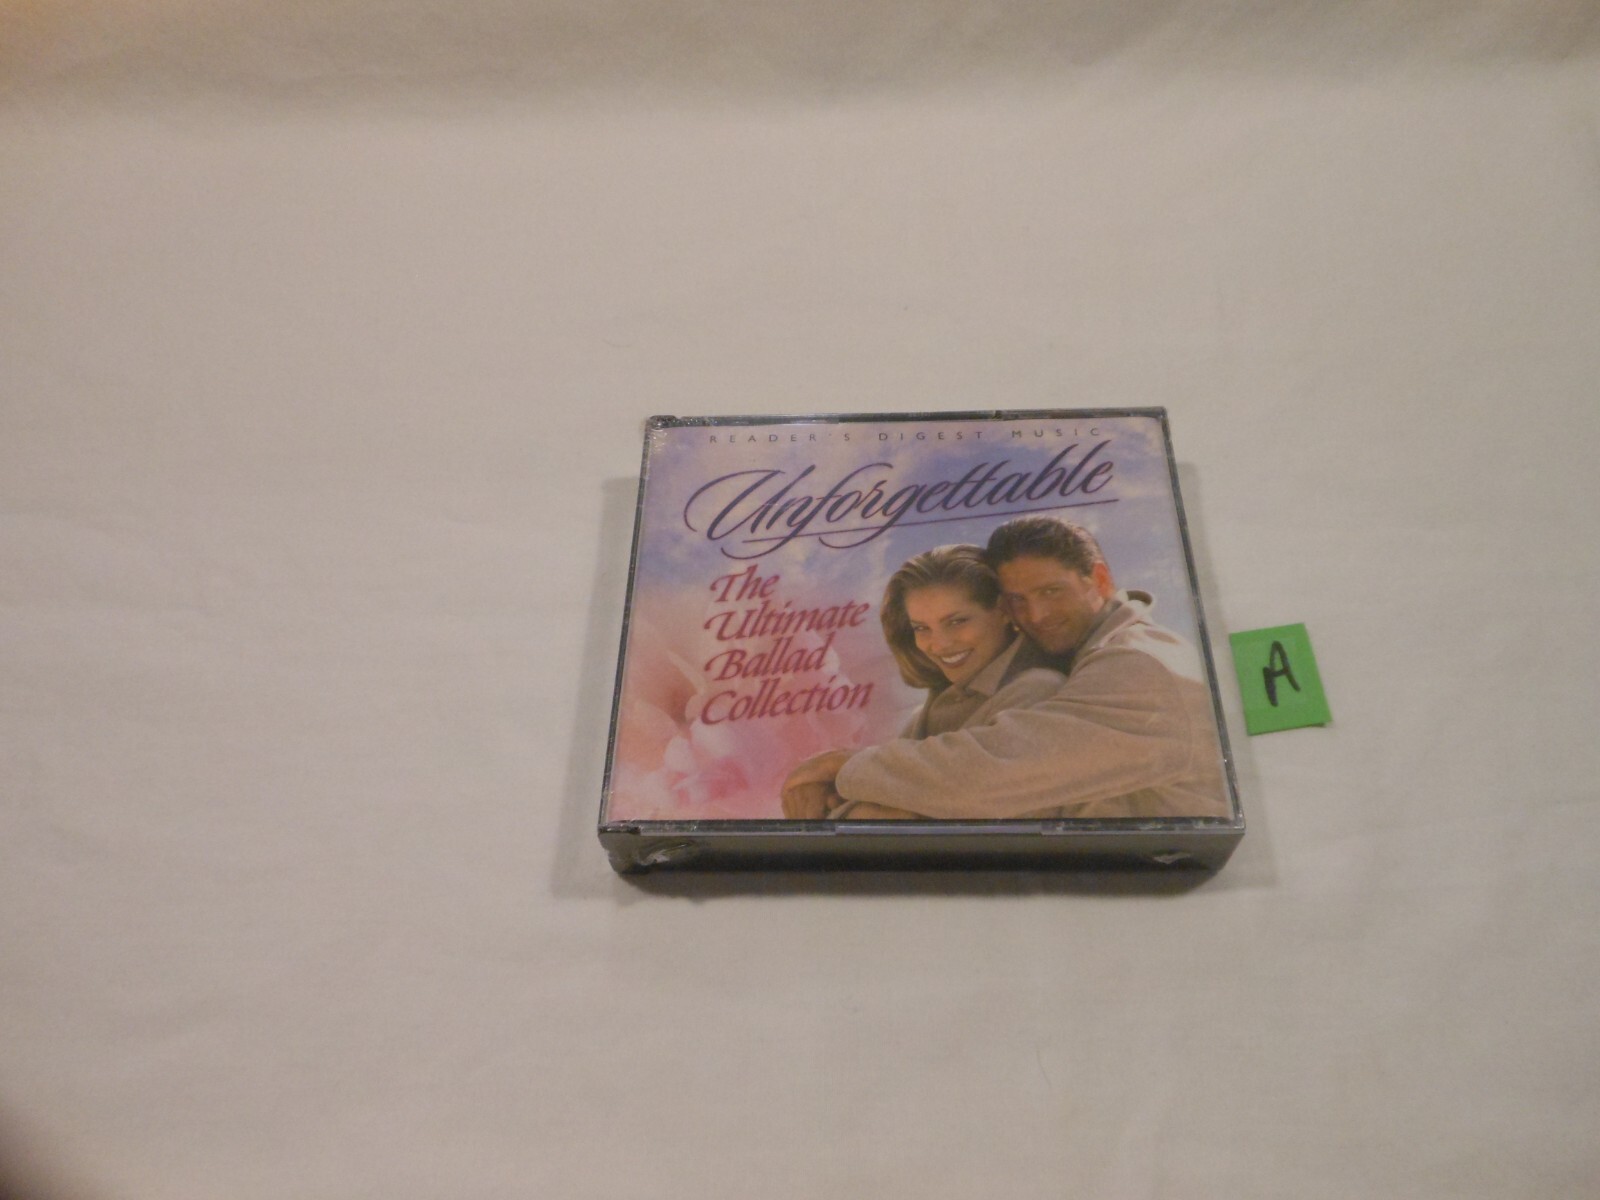 READER'S DIGEST MUSIC
Unforgettable
The
Ultimate
Ballad
Collection
A